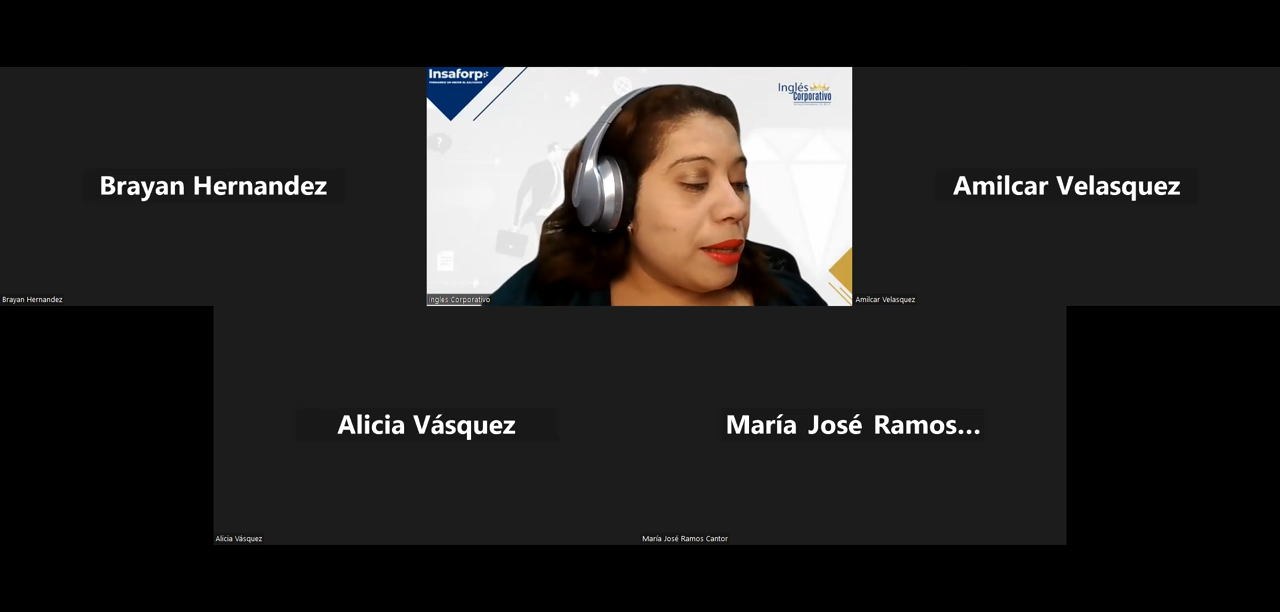 Insaforp
Inglés
Corporativo
Brayan Hernandez
Amilcar Velasquez
Brayan Hernandez
Ingles Corporativo
Amilcar Velasquez
Alicia Vásquez
María José Ramos...
Alicia Vásquez
María José Ramos Cantor